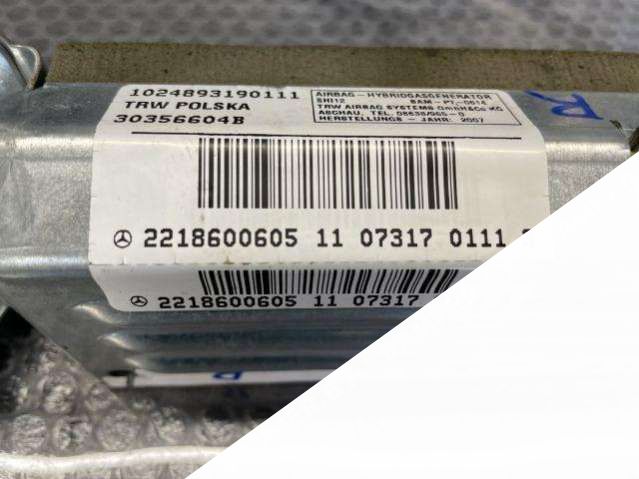 1024893190111
TRW POLSKA
30356604B
AIRBAG - HYBRIDGASGENERATOR
SHI12 BAM-PT,-0614
TRW AIRBAG SYSTEMS GmbH&Co KG
ASCHAU, TEL. 08638/965-0
HERSTELLUNGS - JAHR: 2007
R
2218600605 11 07317 0111
2218600605 11 07317